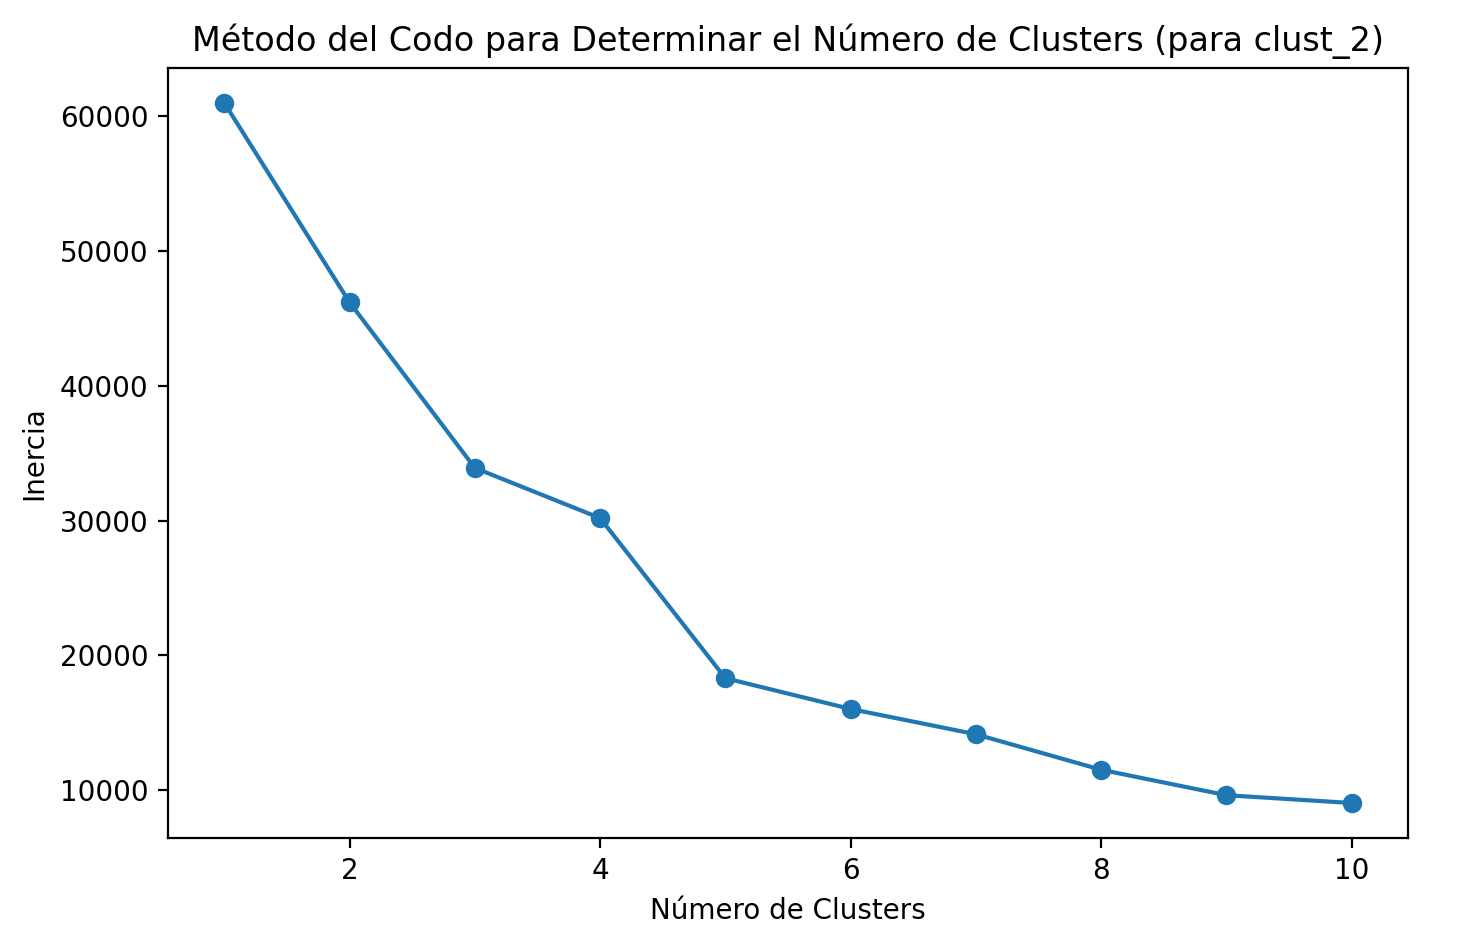 Método del Codo para Determinar el Número de Clusters (para clust_2)
Inercia
60000
50000
40000
30000
20000
10000
2 4 6 8 10
Número de Clusters